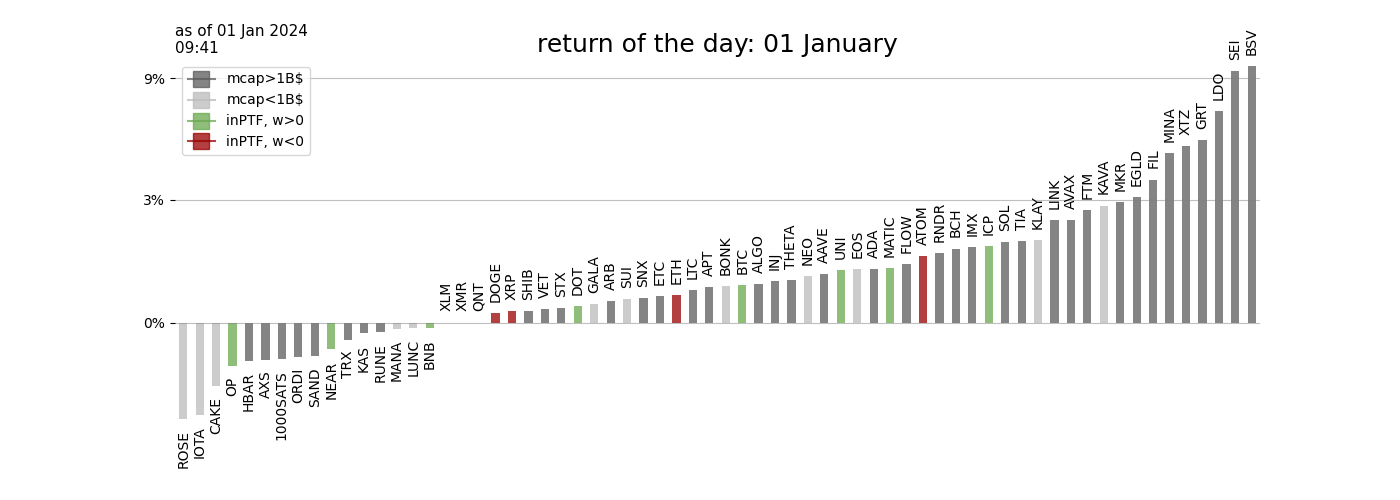 as of 01 Jan 2024
09:41
return of the day: 01 January
9%
3%
0%
mcap>1B$
mcap<1B$
inPTF, w>0
inPTF, w<0
ROSE
IOTA
CAKE
OP
HBAR
AXS
1000SATS
ORDI
SAND
NEAR
TRX
KAS
RUNE
MANA
LUNC
BNB
XLM
XMR
QNT
DOGE
XRP
SHIB
VET
STX
DOT
GALA
ARB
SUI
SNX
ETC
ETH
LTC
APT
BONK
BTC
ALGO
INJ
THETA
NEO
AAVE
UNI
EOS
ADA
MATIC
FLOW
ATOM
RNDR
BCH
IMX
ICP
SOL
TIA
KLAY
LINK
AVAX
FTM
KAVA
MKR
EGLD
FIL
MINA
XTZ
GRT
LDO
SEI
BSV